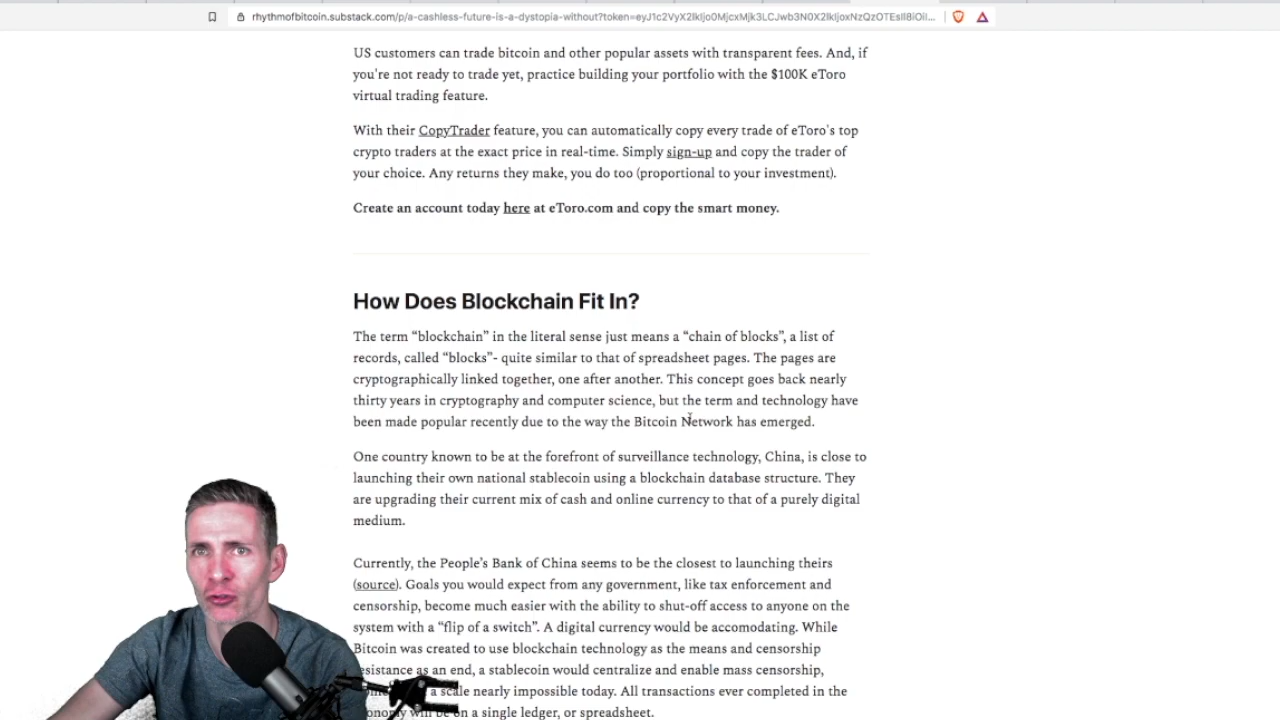 rhythmofbitcoin.substack.com/p/a-cashless-future-is-a-dystopia-without?token=
US customers can trade bitcoin and other popular assets with transparent fees. And, if
you're not ready to trade yet, practice building your portfolio with the $100K eToro
virtual trading feature.
With their CopyTrader feature, you can automatically copy every trade of eToro's top
crypto traders at the exact price in real-time. Simply sign-up and copy the trader of
your choice. Any returns they make, you do too (proportional to your investment).
Create an account today here at eToro.com and copy the smart money.
How Does Blockchain Fit In?
The term “blockchain” in the literal sense just means a “chain of blocks”, a list of
records, called “blocks”- quite similar to that of spreadsheet pages. The pages are
cryptographically linked together, one after another. This concept goes back nearly
thirty years in cryptography and computer science, but the term and technology have
been made popular recently due to the way the Bitcoin Network has emerged.
One country known to be at the forefront of surveillance technology, China, is close to
launching their own national stablecoin using a blockchain database structure. They
are upgrading their current mix of cash and online currency to that of a purely digital
medium.
Currently, the People’s Bank of China seems to be the closest to launching theirs
(source). Goals you would expect from any government, like tax enforcement and
censorship, become much easier with the ability to shut-off access to anyone on the
system with a “flip of a switch”. A digital currency would be accomodating. While
Bitcoin was created to use blockchain technology as the means and censorship
resistance as an end, a stablecoin would centralize and enable mass censorship,
a scale nearly impossible today. All transactions ever completed in the
will be on a single ledger, or spreadsheet.